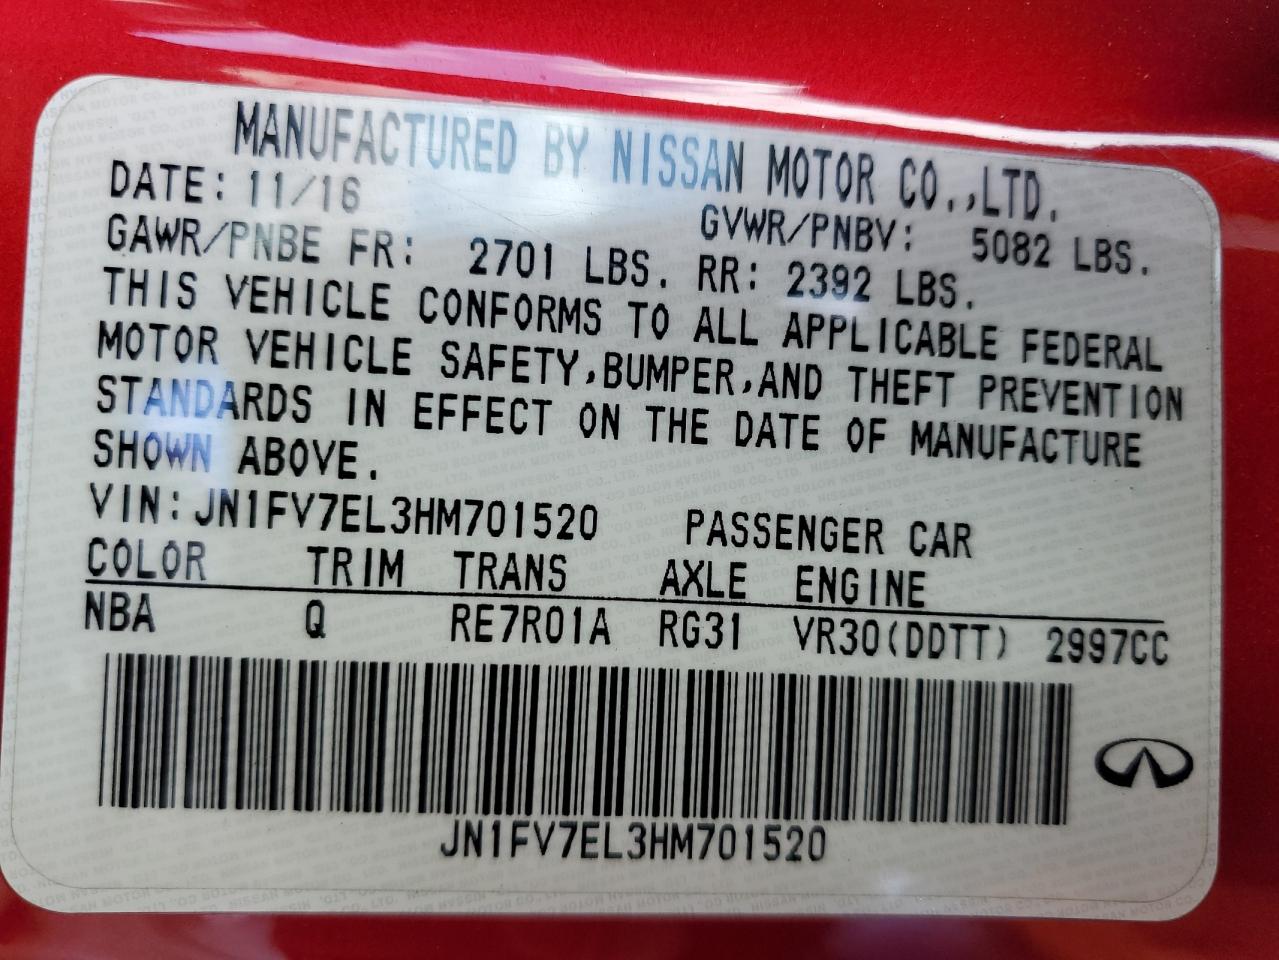 MANUFACTURED BY NISSAN MOTOR CO.,LTD.
DATE: 11/16 GVWR/PNBV: 5082 LBS.
GAWR/PNBE FR: 2701 LBS. RR: 2392 LBS.
THIS VEHICLE CONFORMS TO ALL APPLICABLE FEDERAL
MOTOR VEHICLE SAFETY,BUMPER,AND THEFT PREVENTION
STANDARDS IN EFFECT ON THE DATE OF MANUFACTURE
SHOWN ABOVE.
VIN:JN1FV7EL3HM701520 PASSENGER CAR
COLOR TRIM TRANS AXLE ENGINE
NBA Q RE7R01A RG31 VR30(DDTT) 2997CC
JN1FV7EL3HM701520